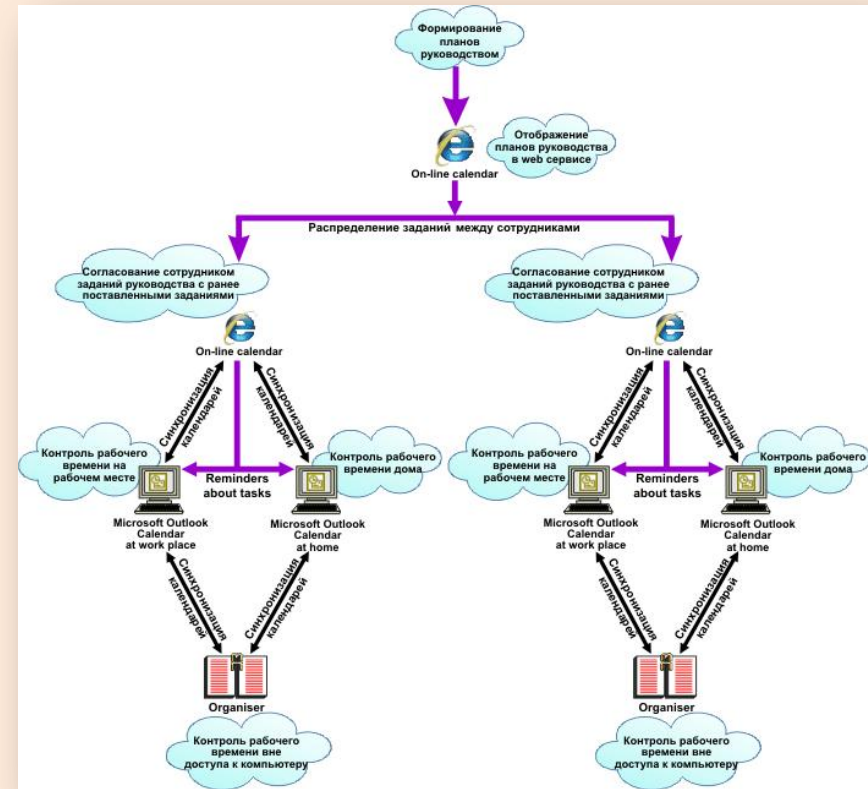 Формирование
планов
руководством
Отображение
планов руководства
в web сервисе
On-line calendar
Распределение заданий между сотрудниками
Согласование сотрудником
заданий руководства с ранее
поставленными заданиями
On-line calendar
Синхронизация
календарей
Синхронизация
календарей
Контроль рабочего
времени на
рабочем месте
Reminders
about tasks
Контроль рабочего
времени дома
Microsoft Outlook
Calendar
at work place
Microsoft Outlook
Calendar
at home
Синхронизация
календарей
Синхронизация
календарей
Organiser
Контроль рабочего
времени вне
доступа к компьютеру
Согласование сотрудником
заданий руководства с ранее
поставленными заданиями
On-line calendar
Синхронизация
календарей
Синхронизация
календарей
Контроль рабочего
времени на
рабочем месте
Reminders
about tasks
Контроль рабочего
времени дома
Microsoft Outlook
Calendar
at work place
Microsoft Outlook
Calendar
at home
Синхронизация
календарей
Синхронизация
календарей
Organiser
Контроль рабочего
времени вне
доступа к компьютеру